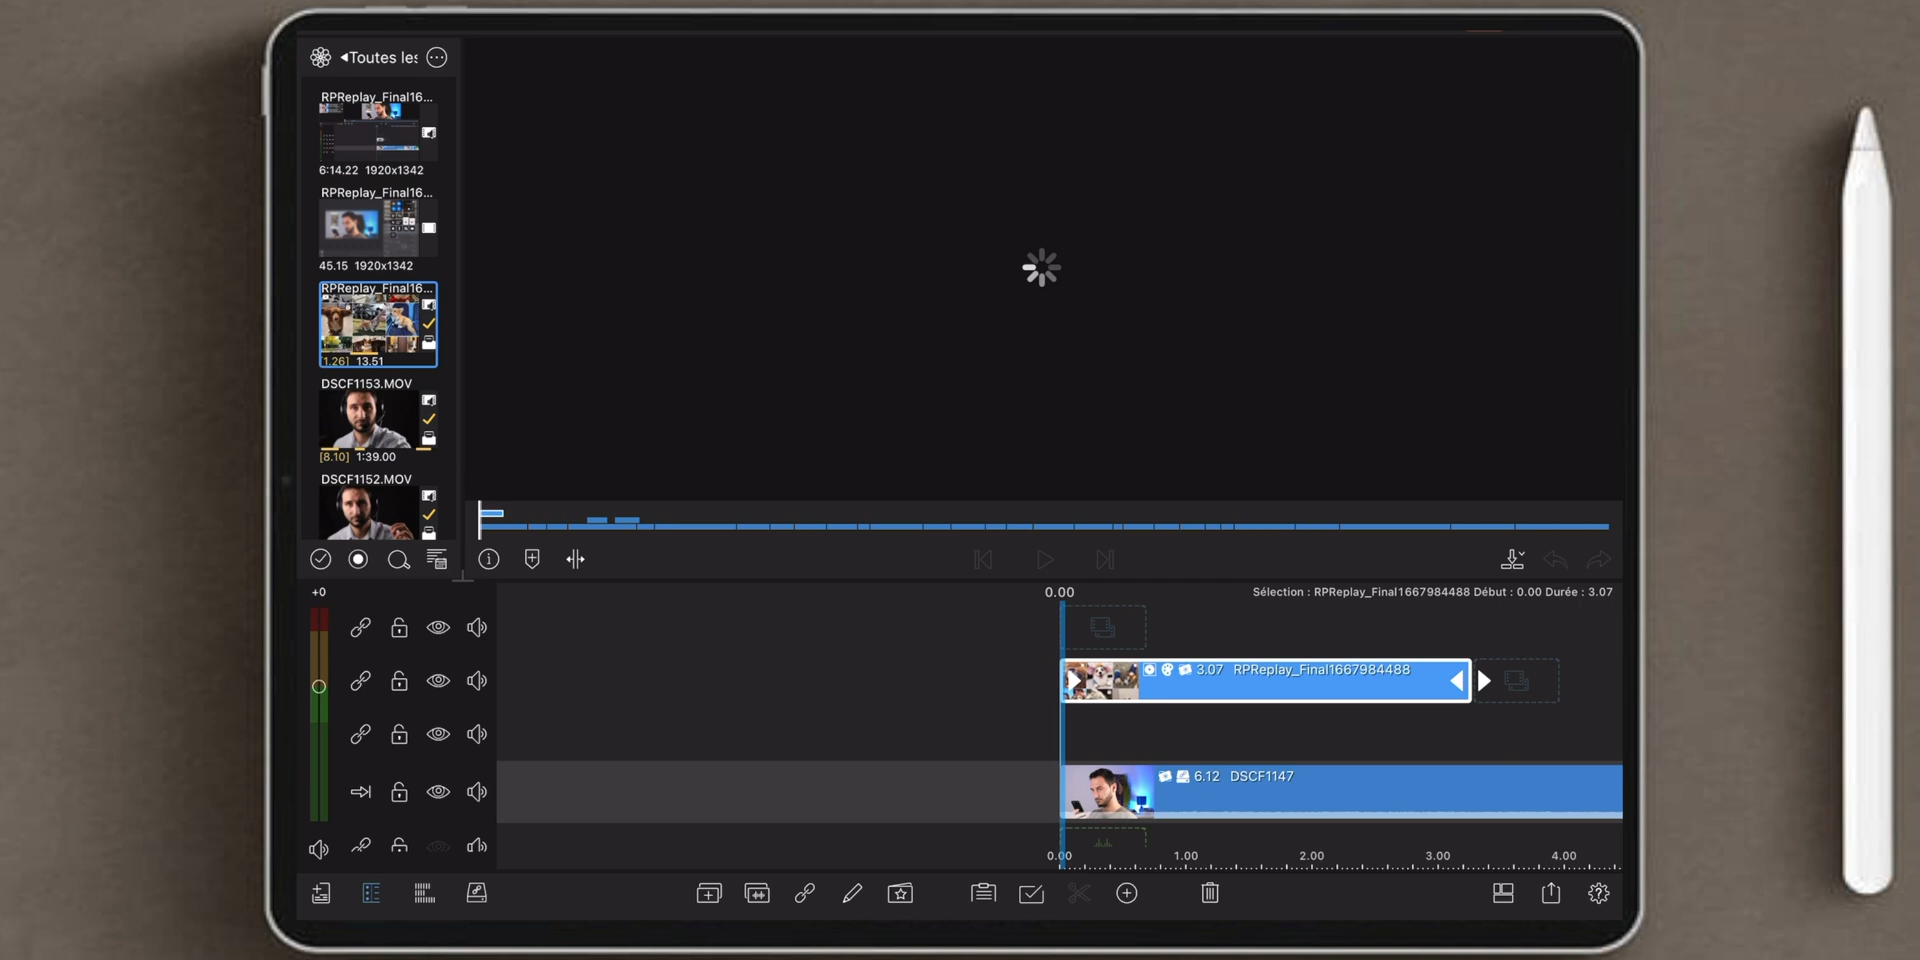 ◀Toutes les
RPReplay_Final16...
6:14.22 1920x1342
RPReplay_Final16...
45.15 1920x1342
RPReplay_Final16...
[1.26] 13.51
DSCF1153.MOV
[8.10] 1:39.00
DSCF1152.MOV
+0
0.00
Sélection : RPReplay_Final1667984488 Début : 0.00 Durée : 3.07
3.07 RPReplay_Final1667984488
6.12 DSCF1147
0.00 1.00 2.00 3.00 4.00